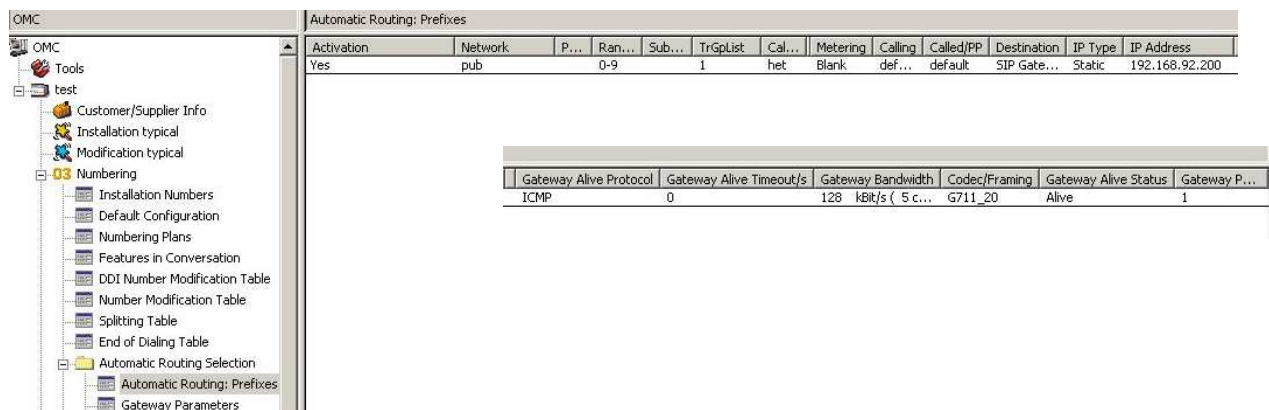 OMC
Automatic Routing: Prefixes
OMC
Tools
test
Customer/Supplier Info
Installation typical
Modification typical
03 Numbering
Installation Numbers
Default Configuration
Numbering Plans
Features in Conversation
DDI Number Modification Table
Number Modification Table
Splitting Table
End of Dialing Table
Automatic Routing Selection
Automatic Routing: Prefixes
Gateway Parameters
Activation Network P... Ran... Sub... TrGpList Cal... Metering Calling Called/PP Destination IP Type IP Address
Yes pub 0-9 1 het Blank def... default SIP Gate... Static 192.168.92.200
Gateway Alive Protocol Gateway Alive Timeout/s Gateway Bandwidth Codec/Framing Gateway Alive Status Gateway P...
ICMP 0 128 kBit/s ( 5 c... G711_20 Alive 1